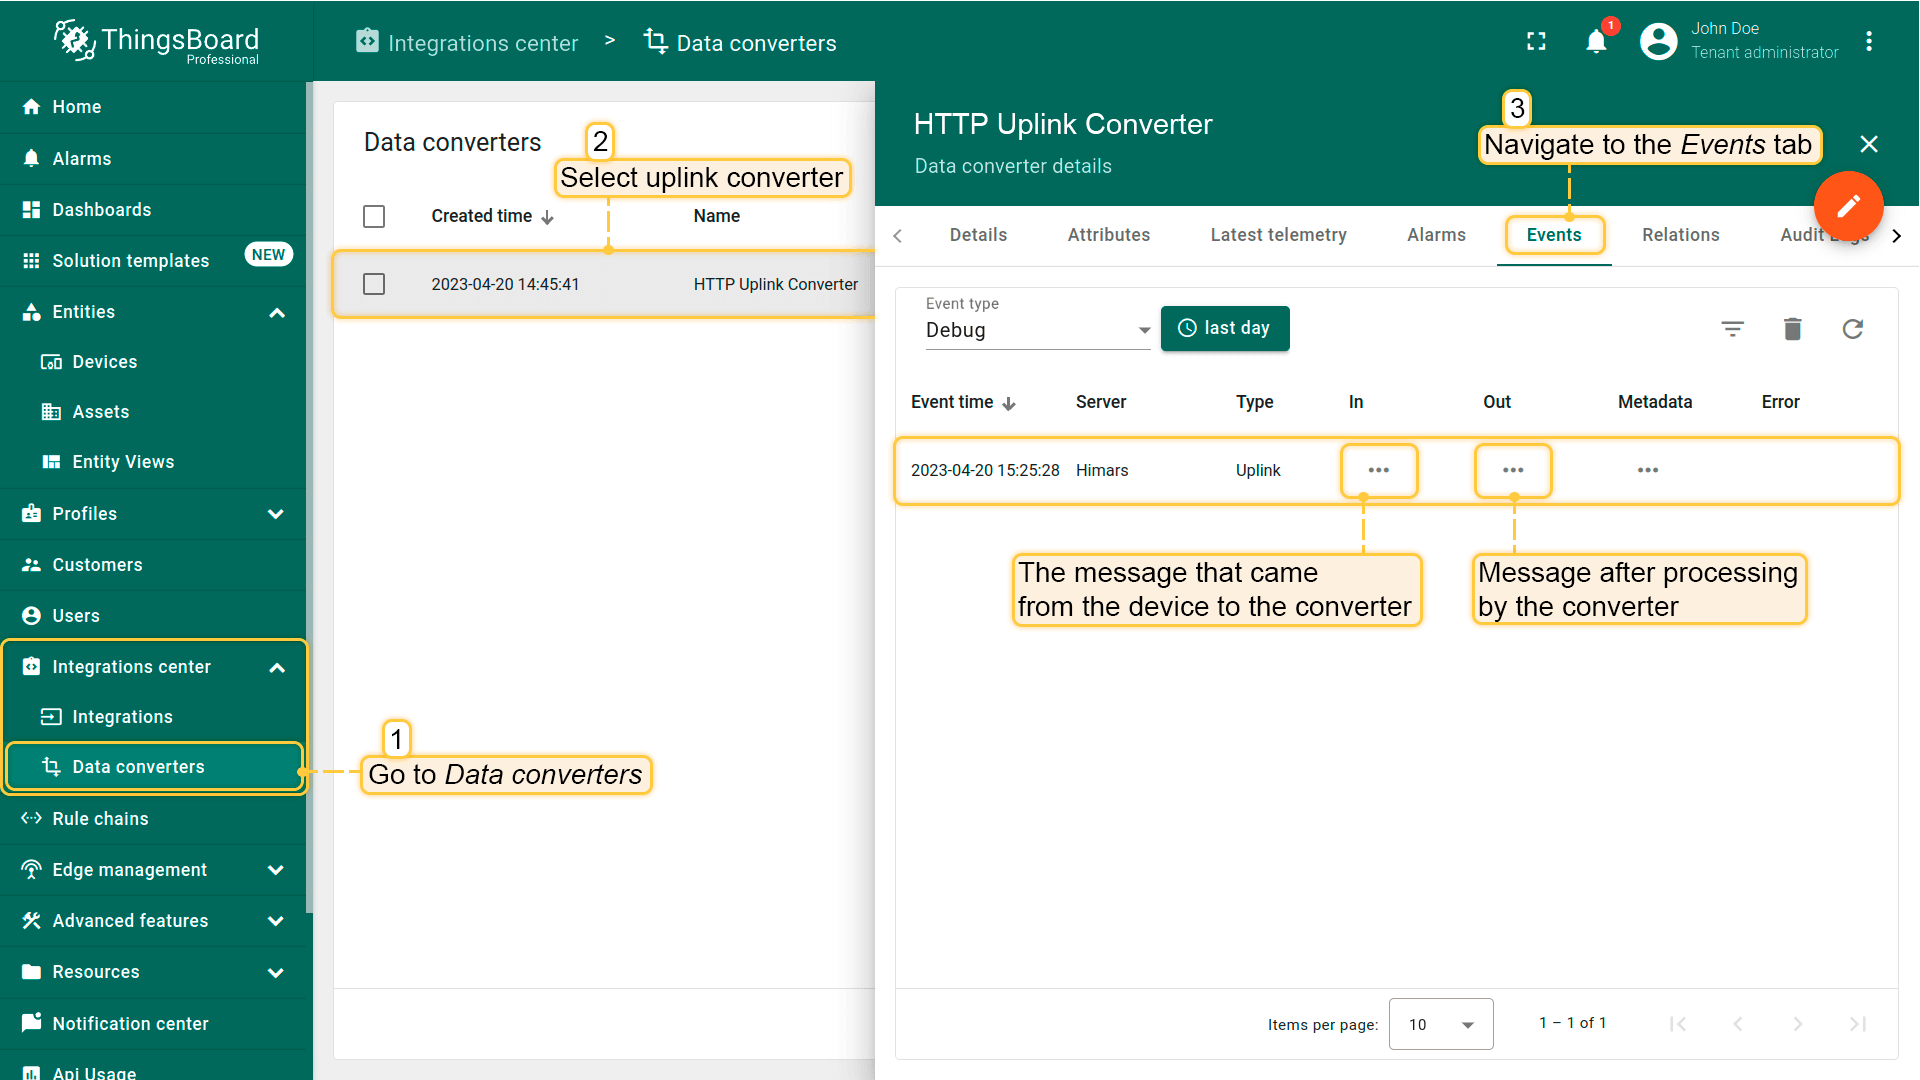 ThingsBoard
Professional
Integrations center > Data converters
1
John Doe
Tenant administrator
Home
Alarms
Dashboards
Solution templates NEW
Entities
Devices
Assets
Entity Views
Profiles
Customers
Users
Integrations center
Integrations
Data converters
Rule chains
Edge management
Advanced features
Resources
Notification center
Api Usage
Data converters
2
Select uplink converter
Created time Name
2023-04-20 14:45:41 HTTP Uplink Converter
1
Go to Data converters
HTTP Uplink Converter
Data converter details
3
Navigate to the Events tab
Details Attributes Latest telemetry Alarms Events Relations Audit
Event type
Debug
last day
Event time Server Type In Out Metadata Error
2023-04-20 15:25:28 Himars Uplink ••• ••• •••
The message that came
from the device to the converter
Message after processing
by the converter
Items per page: 10 1 – 1 of 1